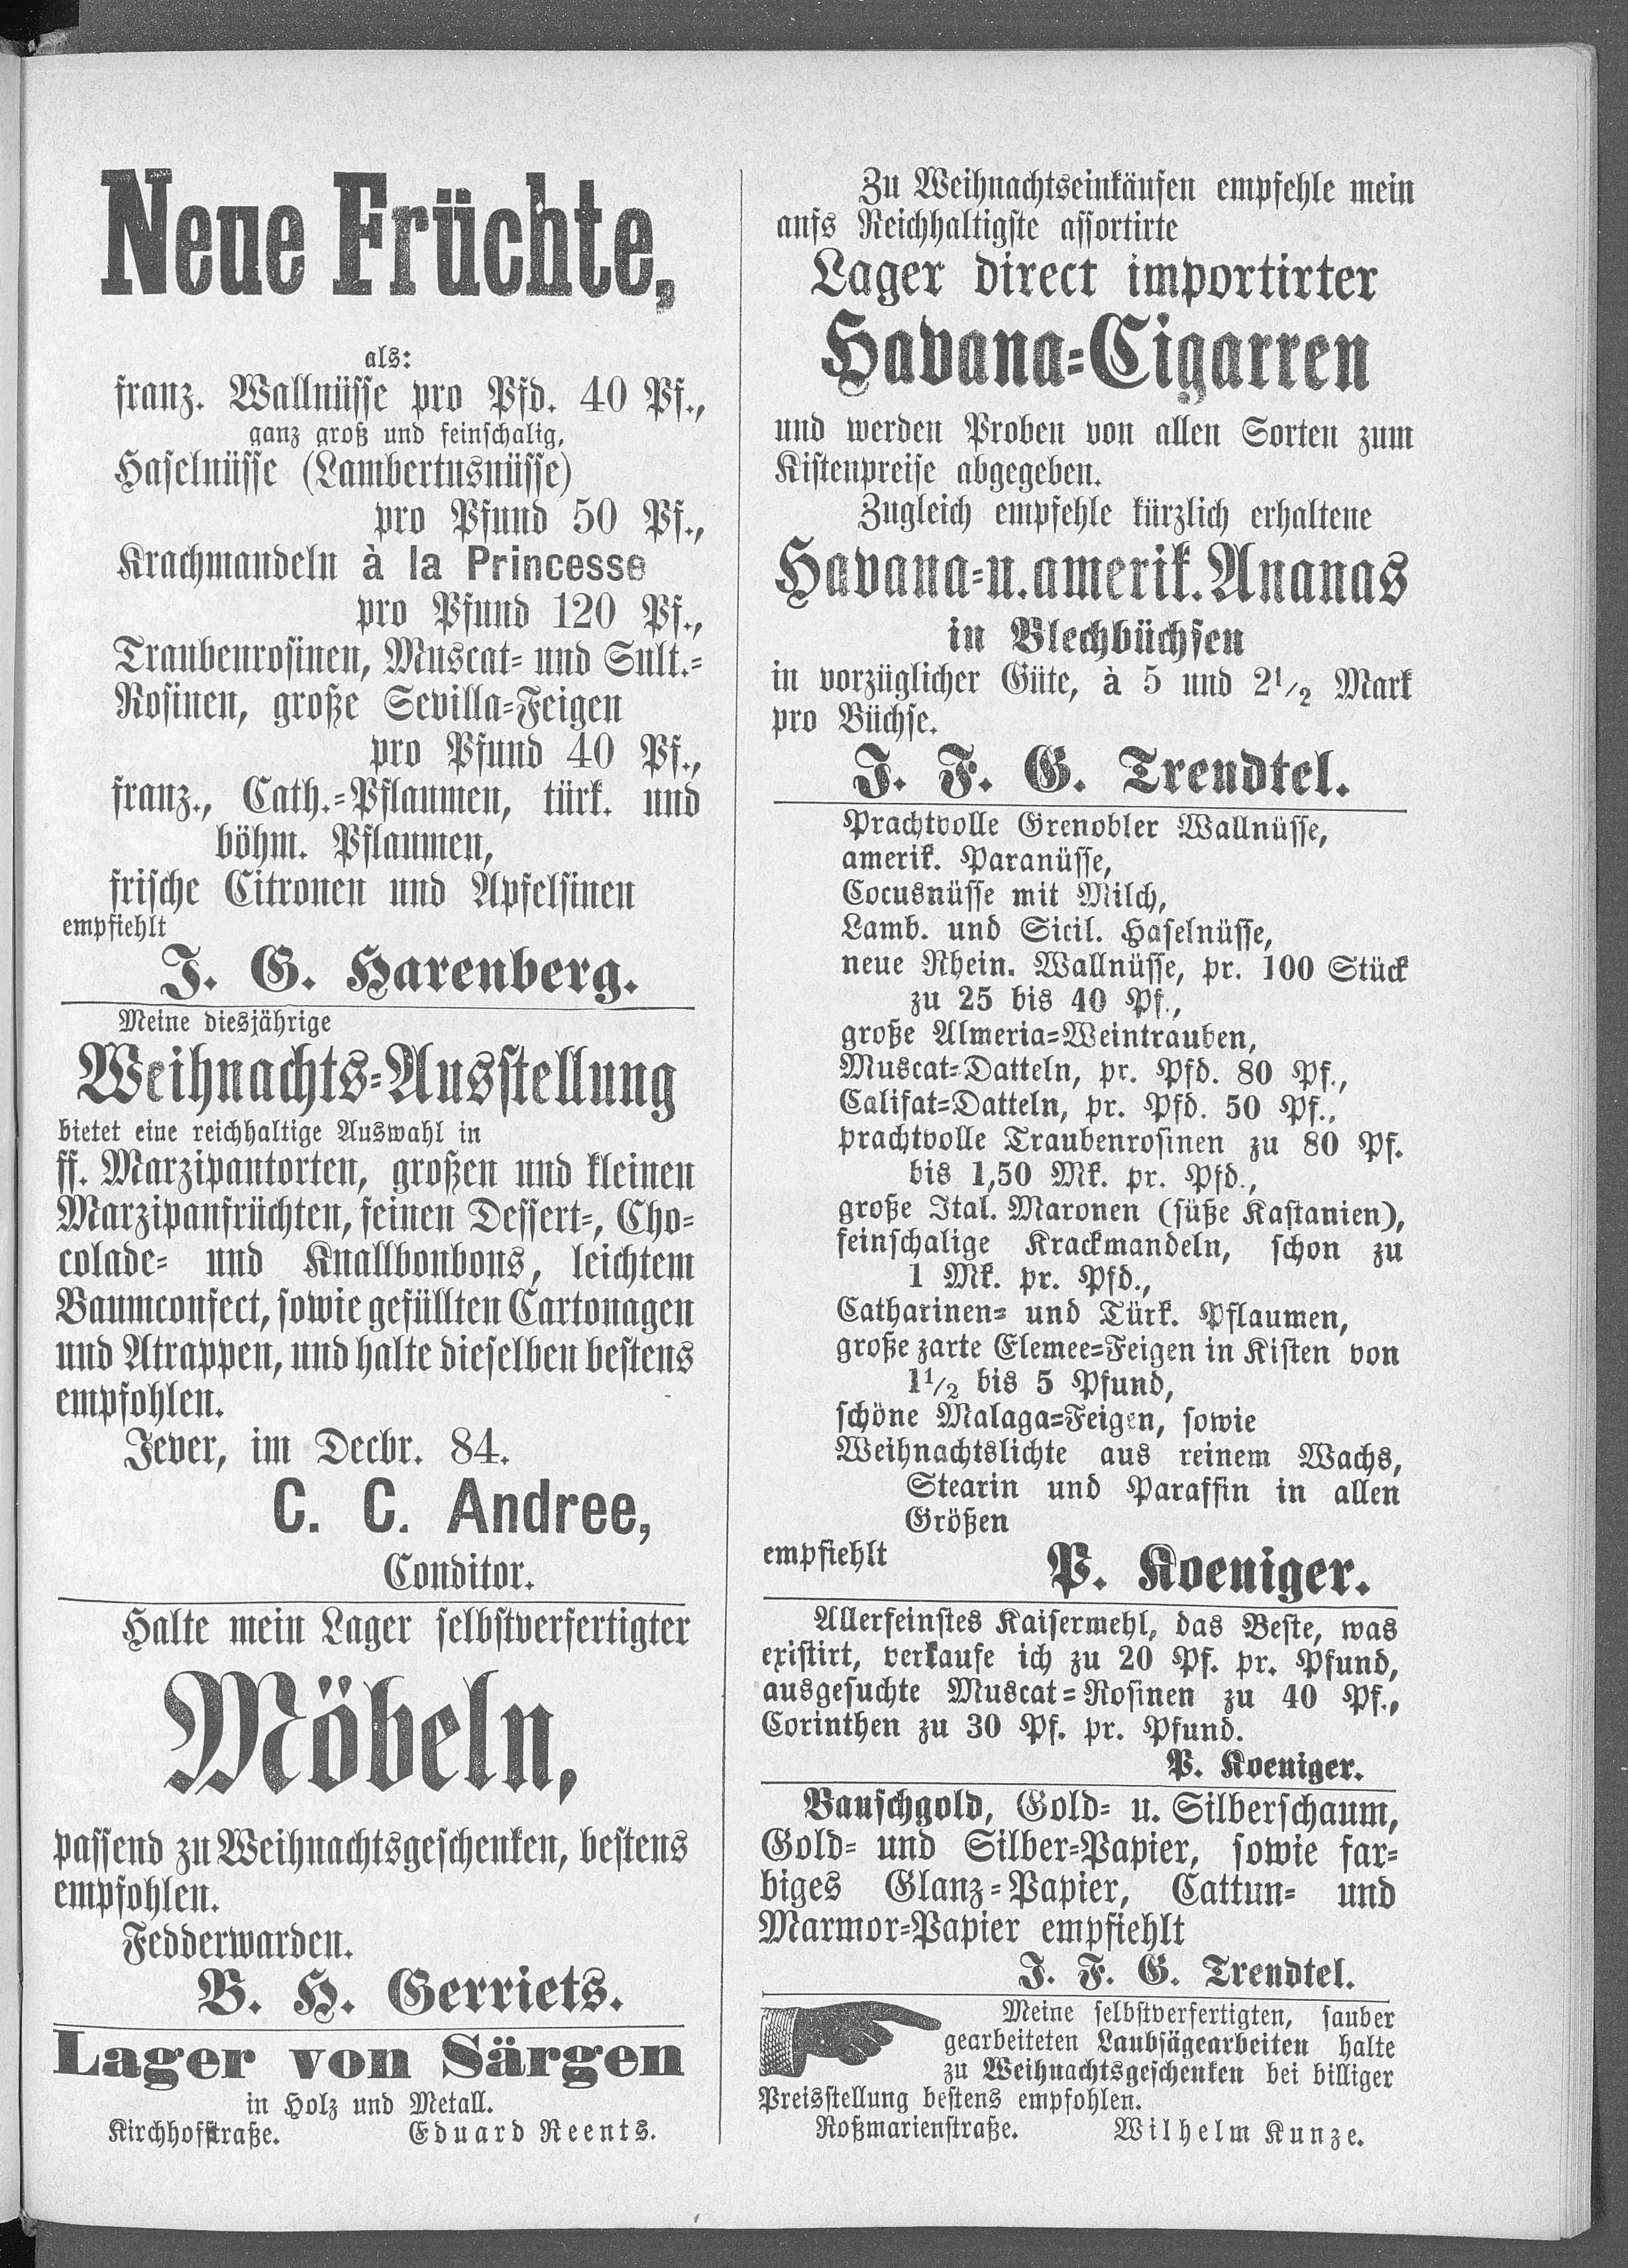 Neue Früchte,
als:
franz. Wallnüsse pro Pfd. 40 Pf.,
ganz groß und feinschalig,
Haselnüsse (Lambertusnüsse)
pro Pfund 50 Pf.,
Krachmandeln à la Princesse
pro Pfund 120 Pf.,
Traubenrosinen, Muscat- und Sult.-
Rosinen, große Sevilla-Feigen
pro Pfund 40 Pf.,
franz., Cath.-Pflaumen, türk. und
böhm. Pflaumen,
frische Citronen und Apfelsinen
empfiehlt
J. G. Harenberg.
Meine diesjährige
Weihnachts-Ausstellung
bietet eine reichhaltige Auswahl in
ff. Marzipantorten, großen und kleinen
Marzipanfrüchten, feinen Dessert-, Cho-
colade- und Knallbonbons, leichtem
Baumconfect, sowie gefüllten Cartonagen
und Atrappen, und halte dieselben bestens
empfohlen.
Jever, im Decbr. 84.
C. C. Andree,
Conditor.
Halte mein Lager selbstverfertigter
Möbeln,
passend zu Weihnachtsgeschenken, bestens
empfohlen.
Fedderwarden.
B. H. Gerriets.
Lager von Särgen
in Holz und Metall.
Kirchhofstraße. Eduard Reents.
Zu Weihnachtseinkäufen empfehle mein
aufs Reichhaltigste assortirte
Lager direct importirter
Havana-Cigarren
und werden Proben von allen Sorten zum
Kistenpreise abgegeben.
Zugleich empfehle kürzlich erhaltene
Havana- u. amerik. Ananas
in Blechbüchsen
in vorzüglicher Güte, à 5 und 2 1/2 Mark
pro Büchse.
J. F. G. Trendtel.
Prachtvolle Grenobler Wallnüsse,
amerik. Paranüsse,
Cocusnüsse mit Milch,
Lamb. und Sicil. Haselnüsse,
neue Rhein. Wallnüsse, pr. 100 Stück
zu 25 bis 40 Pf.,
große Almeria-Weintrauben,
Muscat-Datteln, pr. Pfd. 80 Pf.,
Califat-Datteln, pr. Pfd. 50 Pf.,
prachtvolle Traubenrosinen zu 80 Pf.
bis 1,50 Mk. pr. Pfd.,
große Ital. Maronen (süße Kastanien),
feinschalige Krackmandeln, schon zu
1 Mk. pr. Pfd.,
Catharinen- und Türk. Pflaumen,
große zarte Elemee-Feigen in Kisten von
1 1/2 bis 5 Pfund,
schöne Malaga-Feigen, sowie
Weihnachtslichte aus reinem Wachs,
Stearin und Paraffin in allen
Größen
empfiehlt P. Koeniger.
Allerfeinstes Kaisermehl, das Beste, was
existirt, verkaufe ich zu 20 Pf. pr. Pfund,
ausgesuchte Muscat-Rosinen zu 40 Pf.,
Corinthen zu 30 Pf. pr. Pfund.
P. Koeniger.
Bauschgold, Gold- u. Silberschaum,
Gold- und Silber-Papier, sowie far-
biges Glanz-Papier, Cattun- und
Marmor-Papier empfiehlt
J. F. G. Trendtel.
Meine selbstverfertigten, sauber
gearbeiteten Laubsägearbeiten halte
zu Weihnachtsgeschenken bei billiger
Preisstellung bestens empfohlen.
Roßmarienstraße. Wilhelm Kunze.